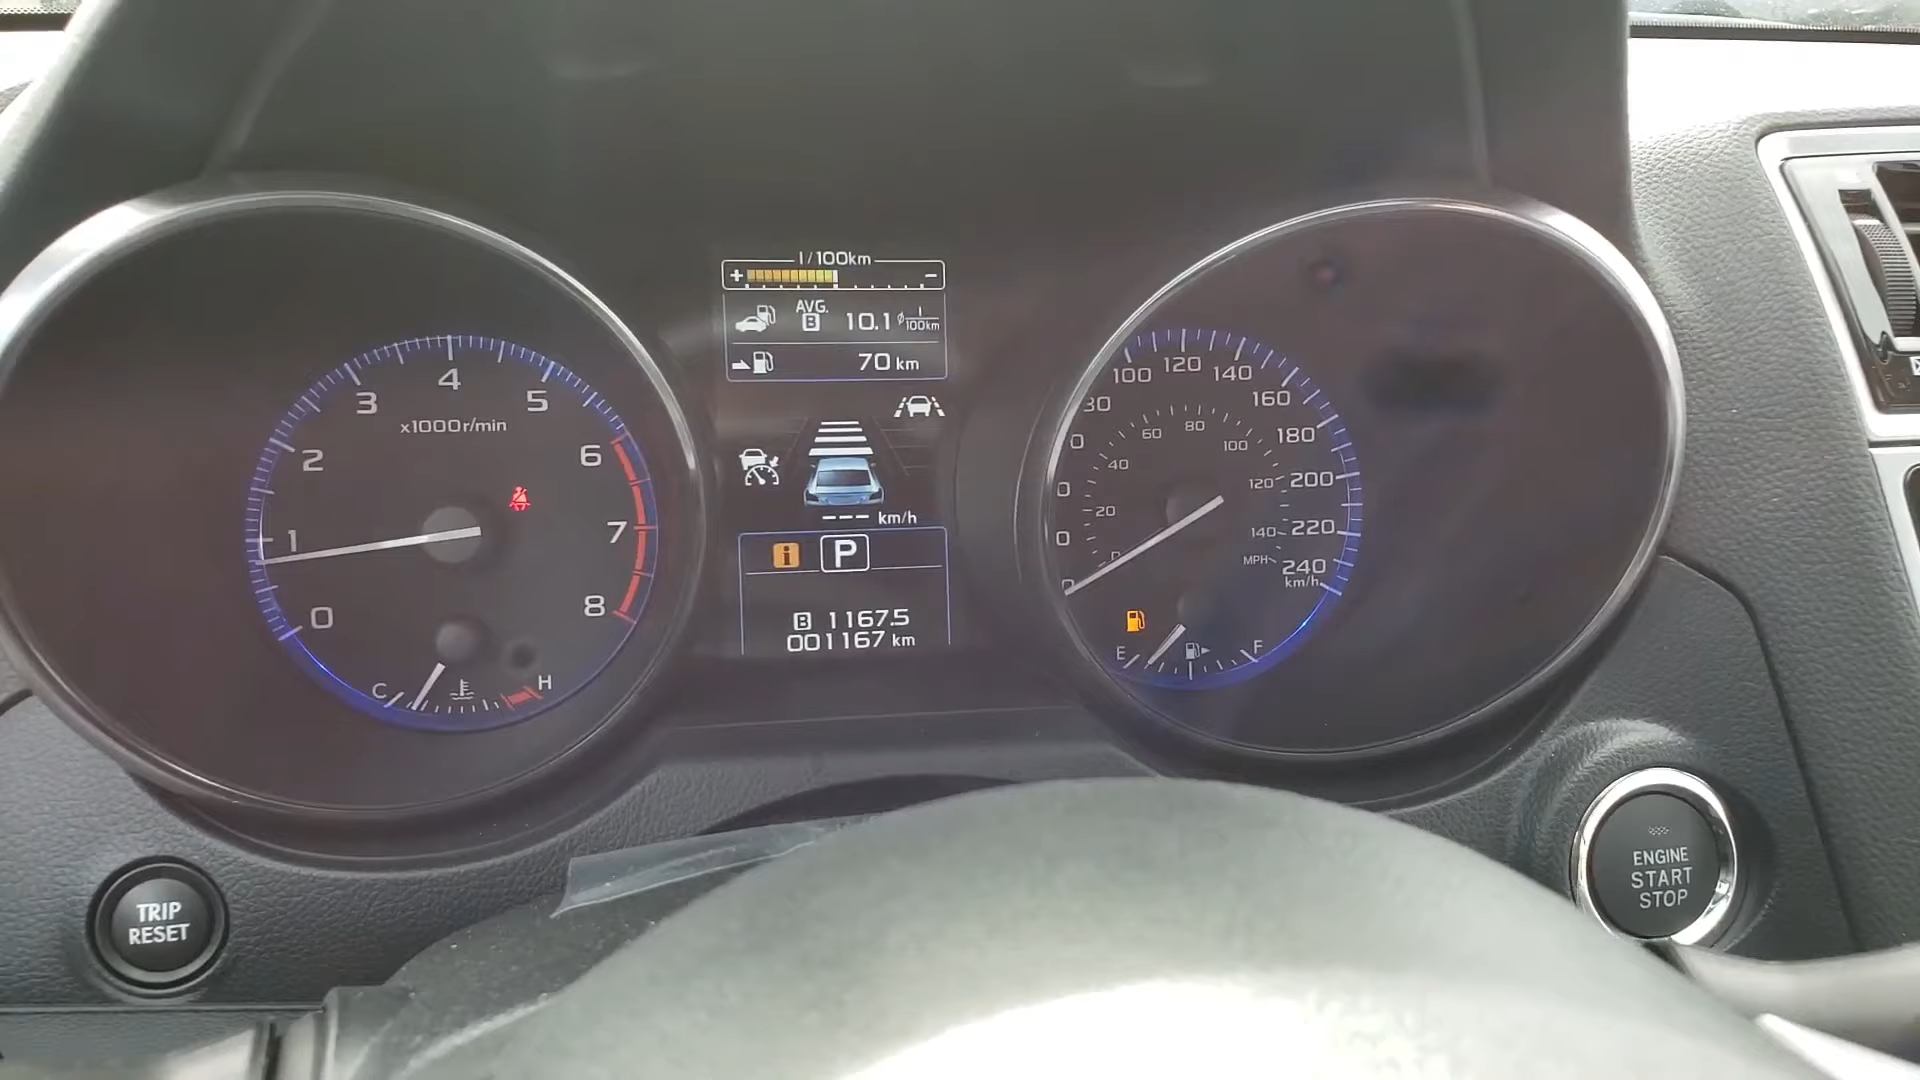 l/100km
+ −
AVG.
B 10.1 l/100km
70 km
--- km/h
i P
B 1167.5
001167 km
0
1
2
3
4
5
6
7
8
x1000r/min
C H
100
120
140
160
180
200
220
240
km/h
0
20
40
60
80
100
120
140
MPH
E F
TRIP
RESET
ENGINE
START
STOP